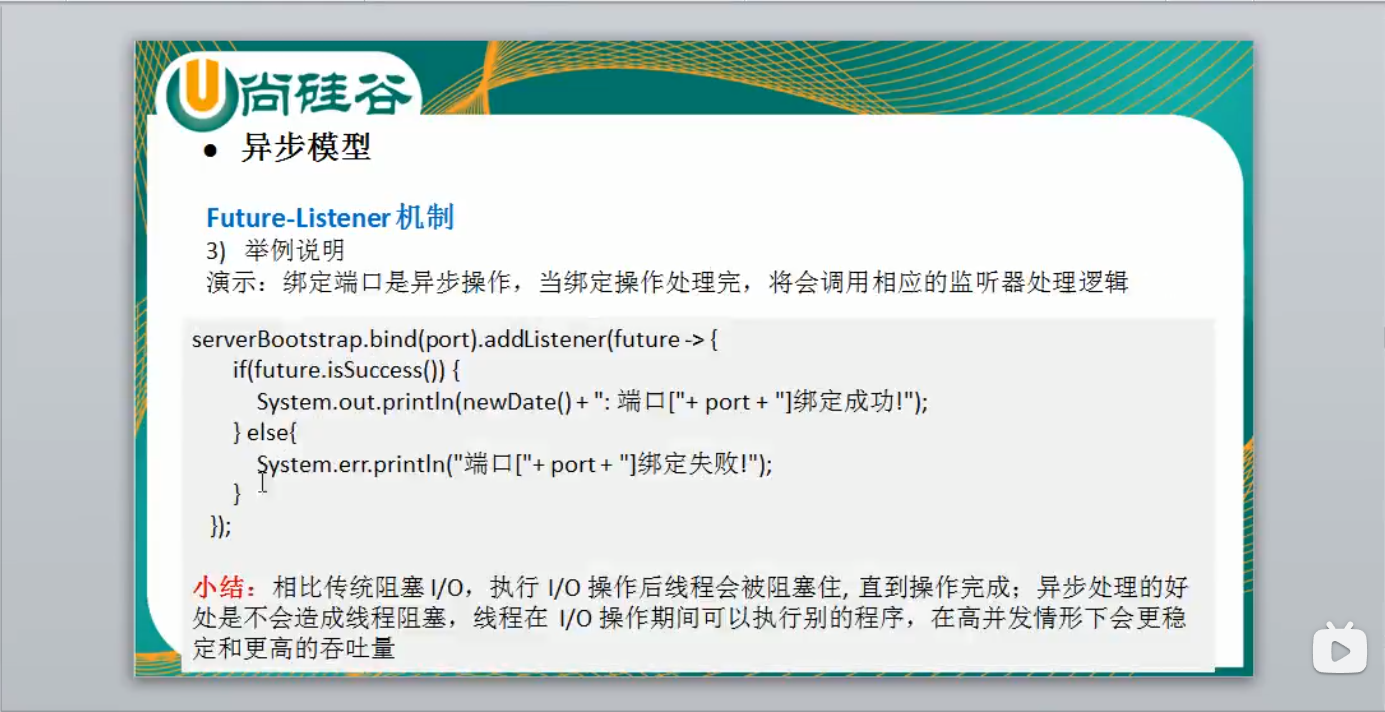 尚硅谷
● 异步模型
Future-Listener 机制
3) 举例说明
演示：绑定端口是异步操作，当绑定操作处理完，将会调用相应的监听器处理逻辑
serverBootstrap.bind(port).addListener(future -> {
if(future.isSuccess()) {
System.out.println(newDate() + ": 端口["+ port + "]绑定成功!");
} else{
System.err.println("端口["+ port + "]绑定失败!");
}
});
小结：相比传统阻塞 I/O，执行 I/O 操作后线程会被阻塞住, 直到操作完成；异步处理的好
处是不会造成线程阻塞，线程在 I/O 操作期间可以执行别的程序，在高并发情形下会更稳
定和更高的吞吐量